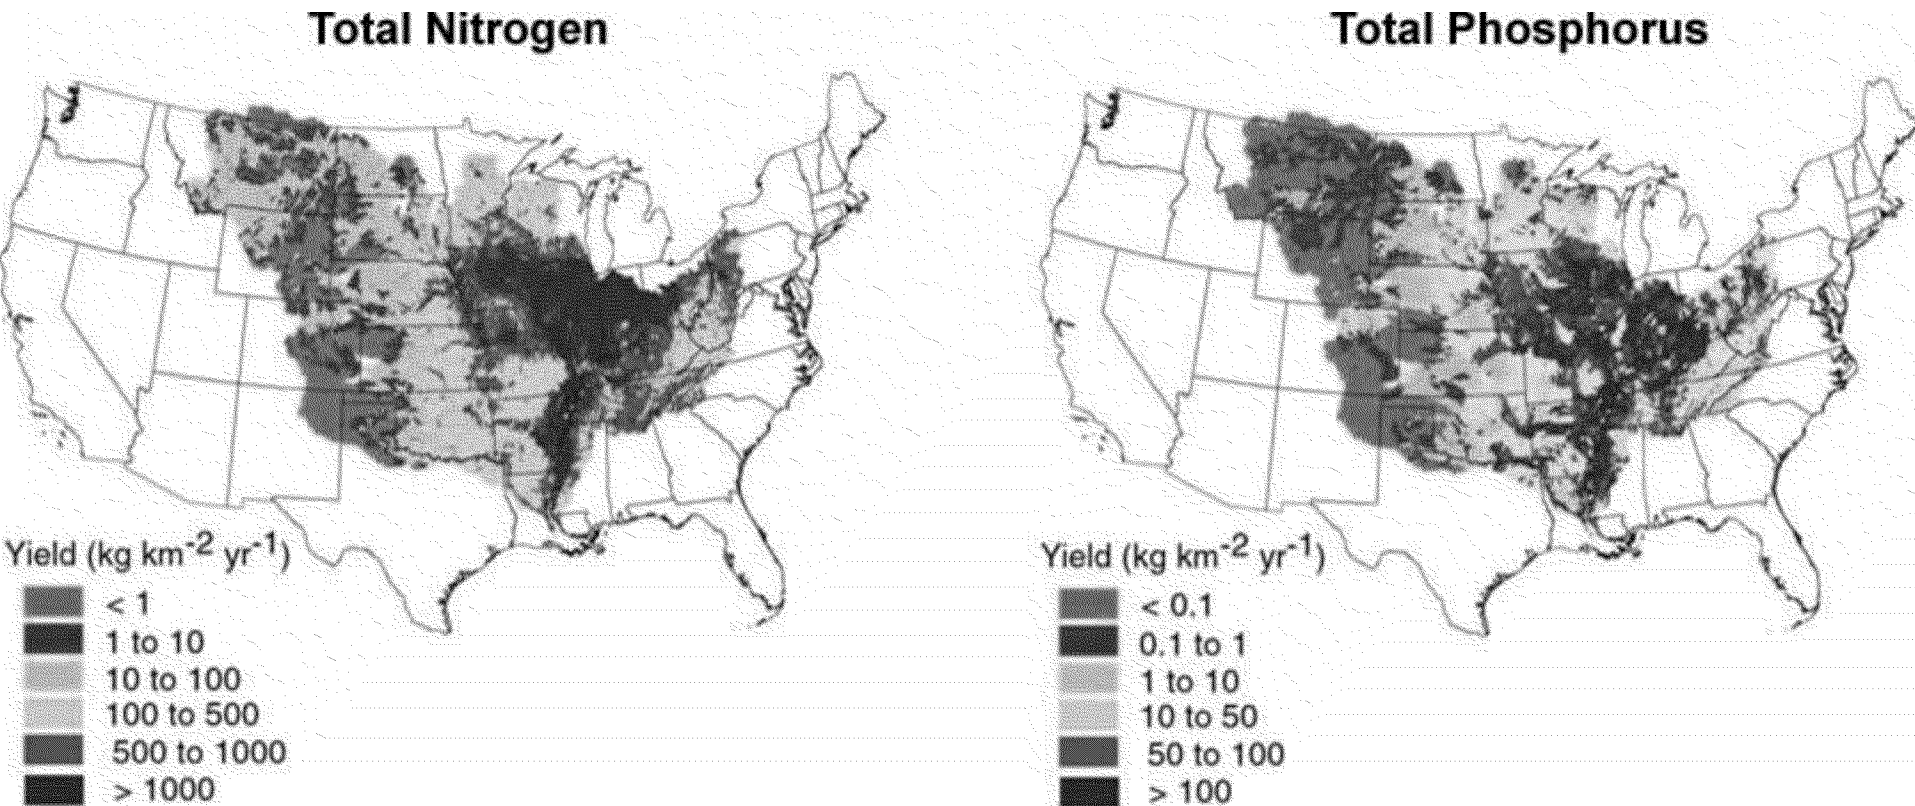 Total Nitrogen
Total Phosphorus
Yield (kg km-2 yr-1)
< 1
1 to 10
10 to 100
100 to 500
500 to 1000
> 1000
Yield (kg km-2 yr-1)
< 0.1
0.1 to 1
1 to 10
10 to 50
50 to 100
> 100